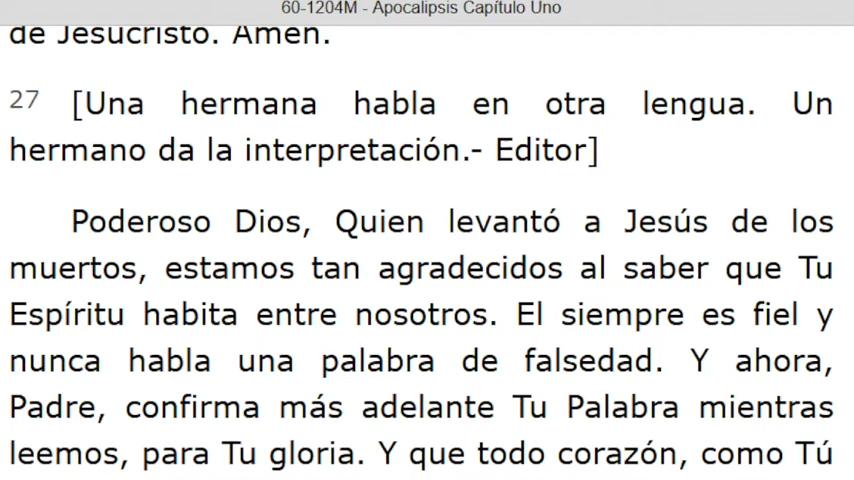 60-1204M - Apocalipsis Capítulo Uno
de Jesucristo. Amén.
27 [Una hermana habla en otra lengua. Un
hermano da la interpretación.- Editor]
Poderoso Dios, Quien levantó a Jesús de los
muertos, estamos tan agradecidos al saber que Tu
Espíritu habita entre nosotros. El siempre es fiel y
nunca habla una palabra de falsedad. Y ahora,
Padre, confirma más adelante Tu Palabra mientras
leemos, para Tu gloria. Y que todo corazón, como Tú